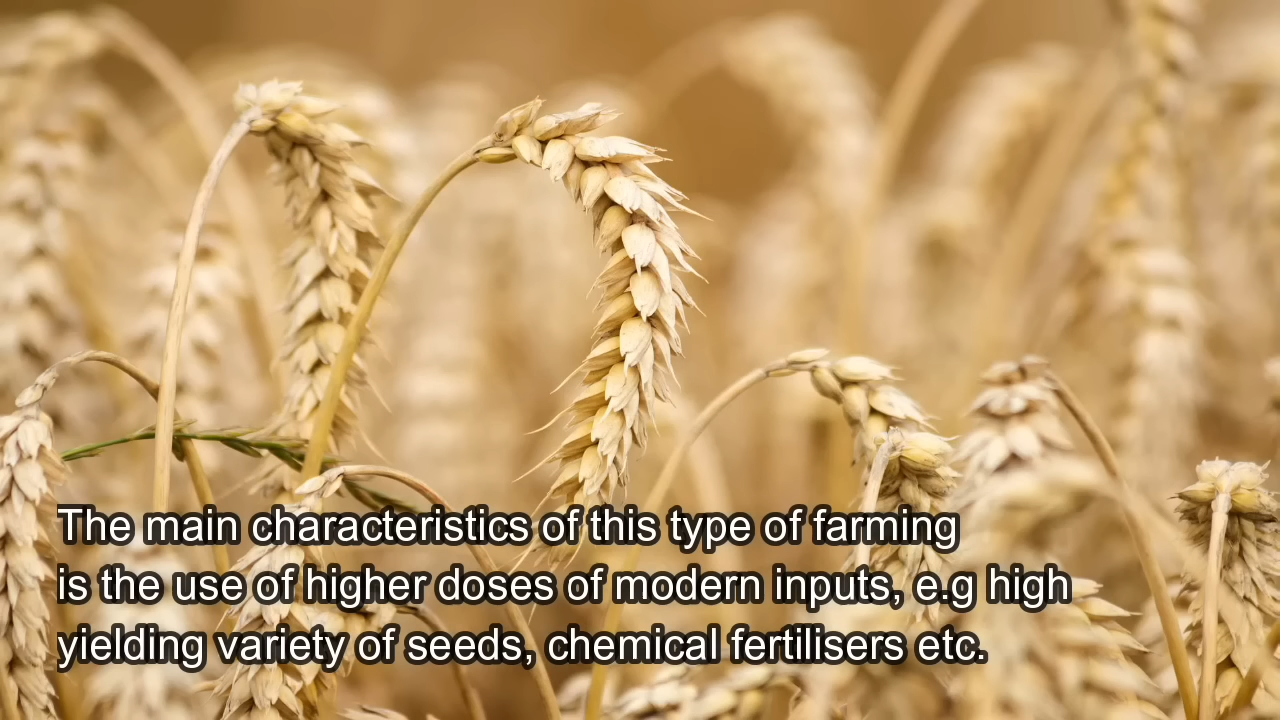 The main characteristics of this type of farming
is the use of higher doses of modern inputs, e.g high
yielding variety of seeds, chemical fertilisers etc.